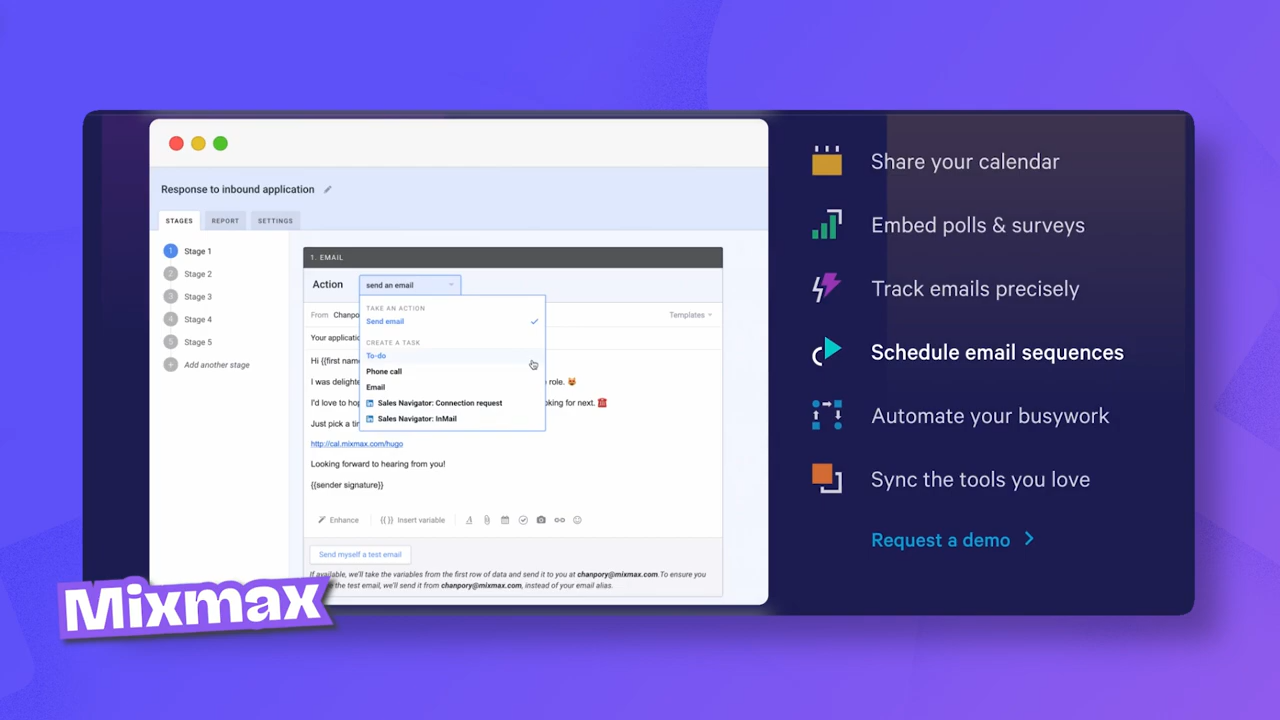 Response to inbound application
STAGES REPORT SETTINGS
1 Stage 1
2 Stage 2
3 Stage 3
4 Stage 4
5 Stage 5
+ Add another stage
1. EMAIL
Action send an email
TAKE AN ACTION
Send email
CREATE A TASK
To-do
Phone call
Email
Sales Navigator: Connection request
Sales Navigator: InMail
From Chanpo
Templates
Your applicatio
Hi {{first nam
I was delighte role.
I'd love to ho oking for next.
Just pick a ti
http://cal.mixmax.com/hugo
Looking forward to hearing from you!
{{sender signature}}
Enhance {{ }} Insert variable
Send myself a test email
If available, we'll take the variables from the first row of data and send it to you at chanpory@mixmax.com. To ensure you
the test email, we'll send it from chanpory@mixmax.com, instead of your email alias.
Share your calendar
Embed polls & surveys
Track emails precisely
Schedule email sequences
Automate your busywork
Sync the tools you love
Request a demo
Mixmax